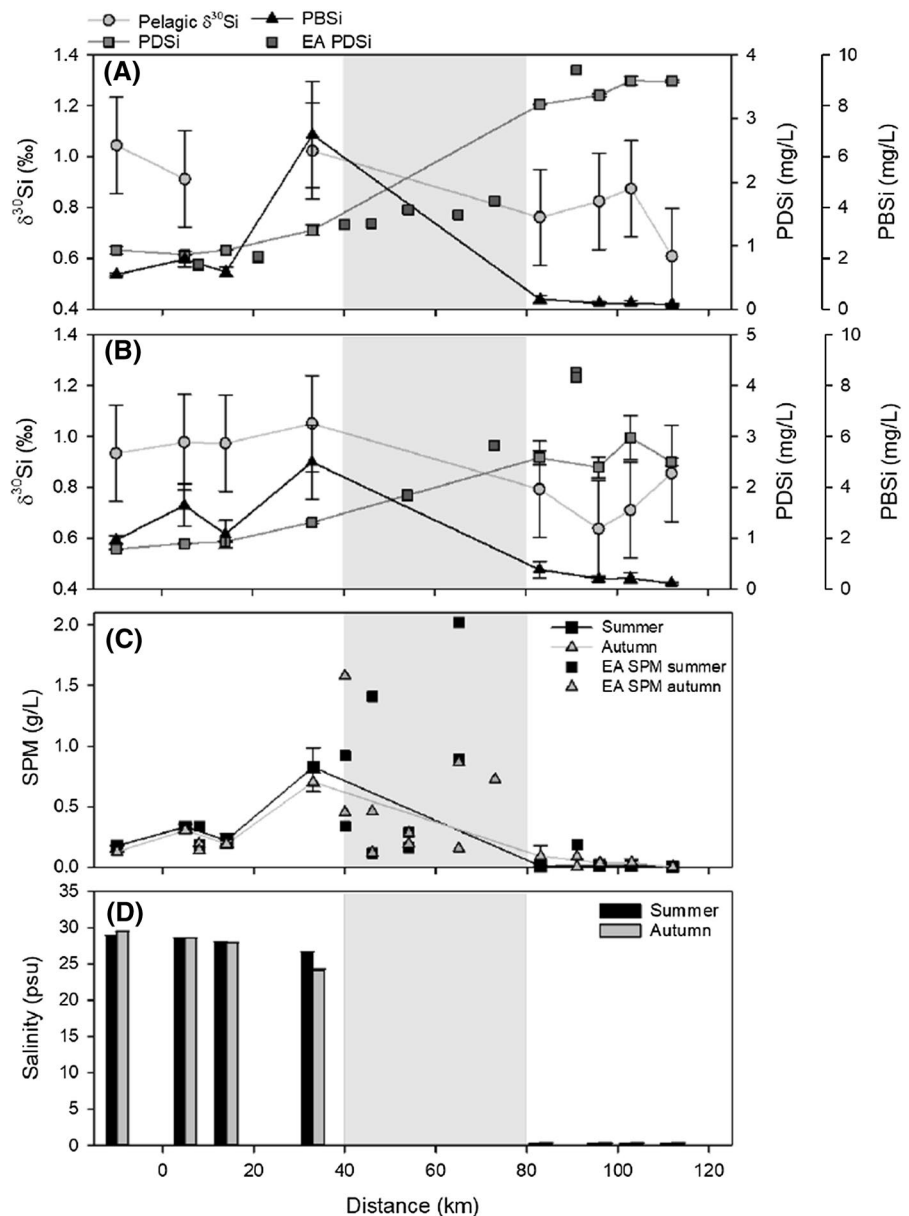 Pelagic δ³⁰Si
PBSi
PDSi
EA PDSi
(A)
1.4
1.2
1.0
0.8
0.6
0.4
δ³⁰Si (‰)
4
3
2
1
0
PDSi (mg/L)
10
8
6
4
2
0
PBSi (mg/L)
(B)
1.4
1.2
1.0
0.8
0.6
0.4
δ³⁰Si (‰)
5
4
3
2
1
0
PDSi (mg/L)
10
8
6
4
2
0
PBSi (mg/L)
(C)
2.0
1.5
1.0
0.5
0.0
SPM (g/L)
Summer
Autumn
EA SPM summer
EA SPM autumn
(D)
35
30
25
20
15
10
5
0
Salinity (psu)
Summer
Autumn
0 20 40 60 80 100 120
Distance (km)